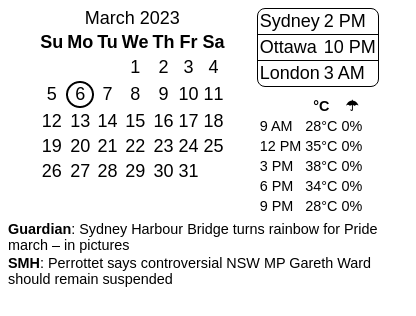 March 2023
Su Mo Tu We Th Fr Sa
1 2 3 4
5 6 7 8 9 10 11
12 13 14 15 16 17 18
19 20 21 22 23 24 25
26 27 28 29 30 31
Sydney 2 PM
Ottawa 10 PM
London 3 AM
°C ☂
9 AM 28°C 0%
12 PM 35°C 0%
3 PM 38°C 0%
6 PM 34°C 0%
9 PM 28°C 0%
Guardian: Sydney Harbour Bridge turns rainbow for Pride
march – in pictures
SMH: Perrottet says controversial NSW MP Gareth Ward
should remain suspended